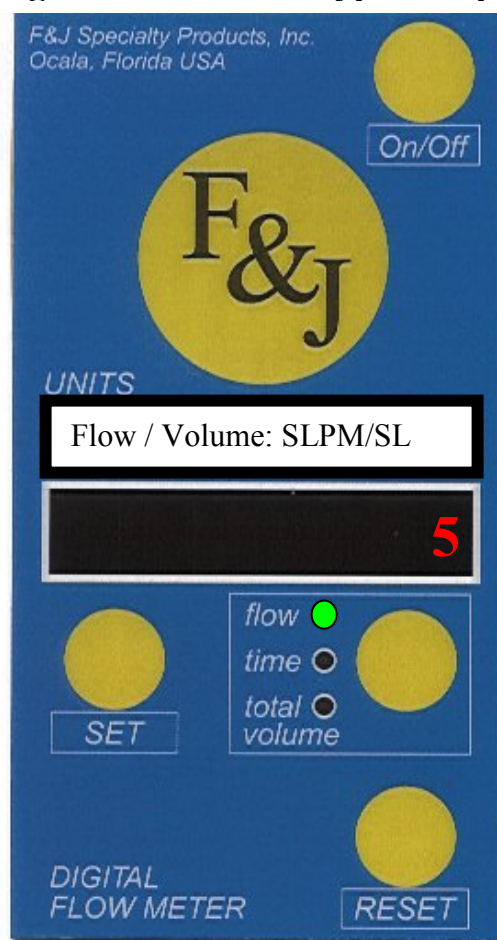 F&J Specialty Products, Inc.
Ocala, Florida USA
On/Off
F&J
UNITS
Flow / Volume: SLPM/SL
5
flow
time
total
volume
SET
DIGITAL
FLOW METER
RESET